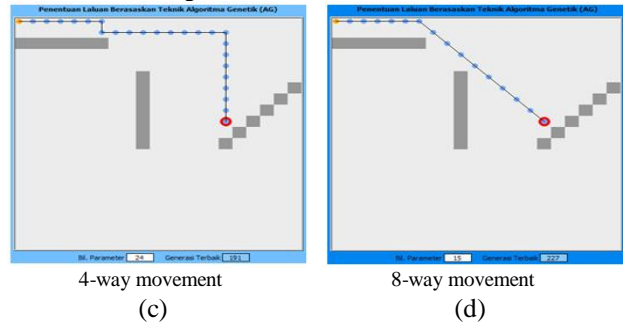 Penentuan Laluan Berasaskan Teknik Algoritma Genetik (AG)
Penentuan Laluan Berasaskan Teknik Algoritma Genetik (AG)
Bil. Parameter 24 Generasi Terbaik 191
Bil. Parameter 15 Generasi Terbaik 227
4-way movement
8-way movement
(c)
(d)